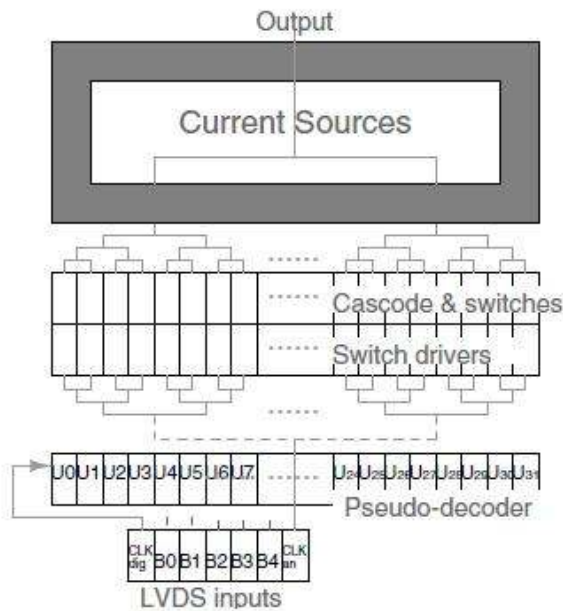 Output
Current Sources
......
......
Cascode & switches
......
Switch drivers
......
U0 U1 U2 U3 U4 U5 U6 U7 ...... U24 U25 U26 U27 U28 U29 U30 U31
Pseudo-decoder
CLK dig B0 B1 B2 B3 B4 CLK an
LVDS inputs